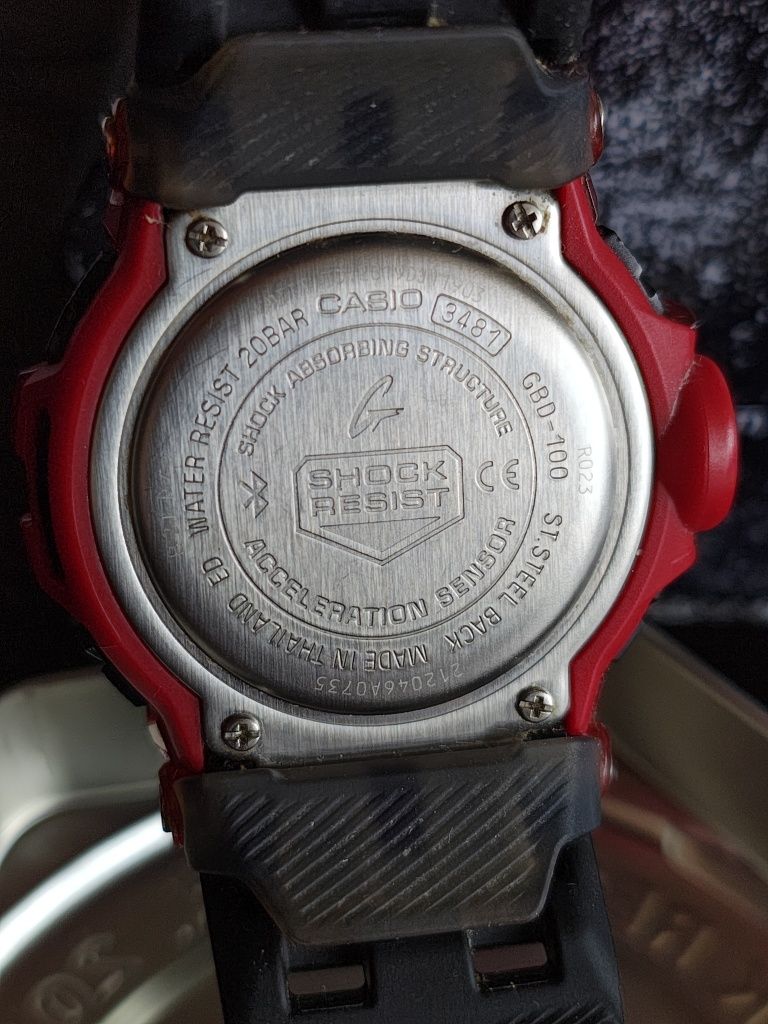 CASIO 3481 GBD-100 ST.STEEL BACK MADE IN THAILAND ED WATER RESIST 20BAR
SHOCK ABSORBING STRUCTURE
G
SHOCK
RESIST
CE
ACCELERATION SENSOR
R023
212046A0735